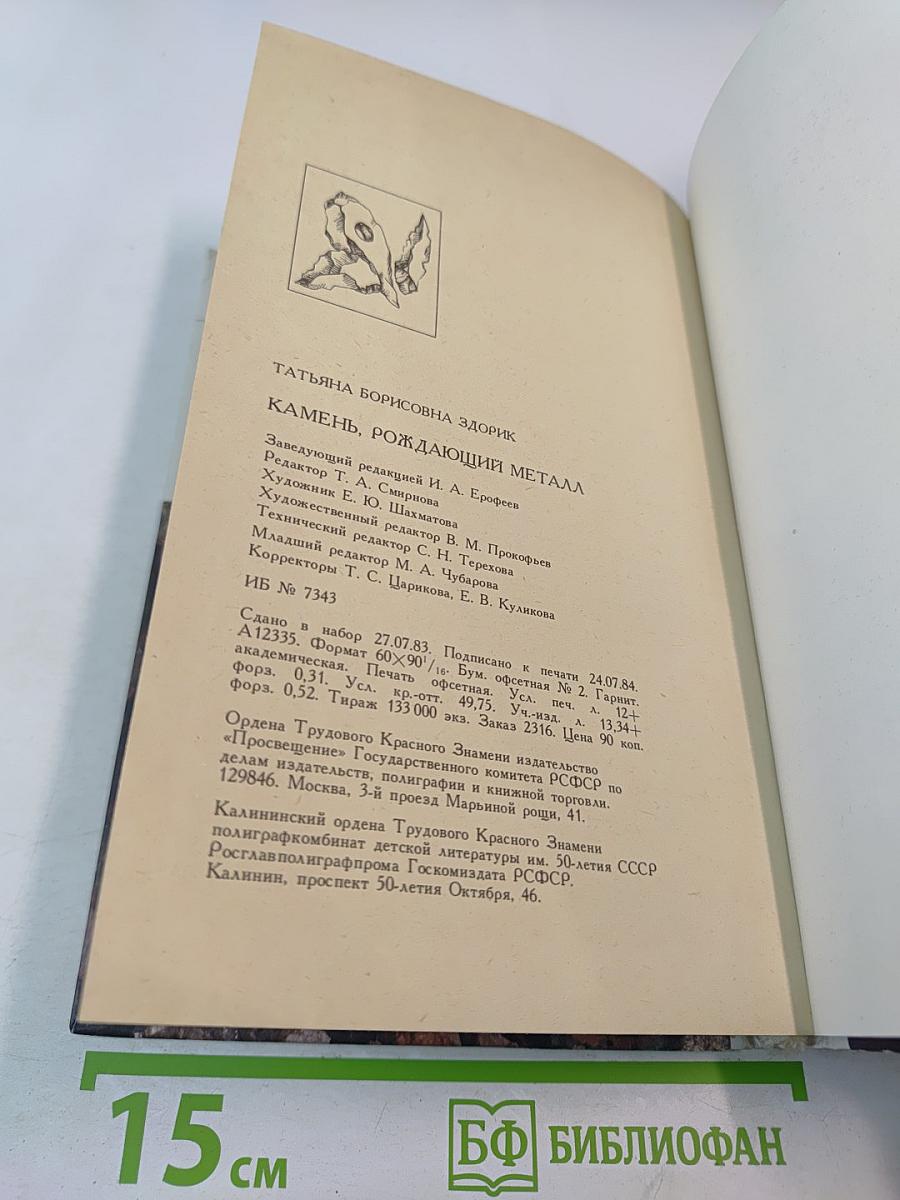 ТАТЬЯНА БОРИСОВНА ЗДОРИК
КАМЕНЬ, РОЖДАЮЩИЙ МЕТАЛЛ
Заведующий редакцией И. А. Ерофеев
Редактор Т. А. Смирнова
Художник Е. Ю. Шахматова
Художественный редактор В. М. Прокофьев
Технический редактор С. Н. Терехова
Младший редактор М. А. Чубарова
Корректоры Т. С. Царикова, Е. В. Куликова
ИБ № 7343
Сдано в набор 27.07.83. Подписано к печати 24.07.84.
А12335. Формат 60×90¹/₁₆. Бум. офсетная № 2. Гарнит.
академическая. Печать офсетная. Усл. печ. л. 12+
форз. 0,31. Усл. кр.-отт. 49,75. Уч.-изд. л. 13,34+
форз. 0,52. Тираж 133 000 экз. Заказ 2316. Цена 90 коп.
Ордена Трудового Красного Знамени издательство
«Просвещение» Государственного комитета РСФСР по
делам издательств, полиграфии и книжной торговли.
129846. Москва, 3-й проезд Марьиной рощи, 41.
Калининский ордена Трудового Красного Знамени
полиграфкомбинат детской литературы им. 50-летия СССР
Росглавполиграфпрома Госкомиздата РСФСР.
Калинин, проспект 50-летия Октября, 46.
15 см
БФ БИБЛИОФАН